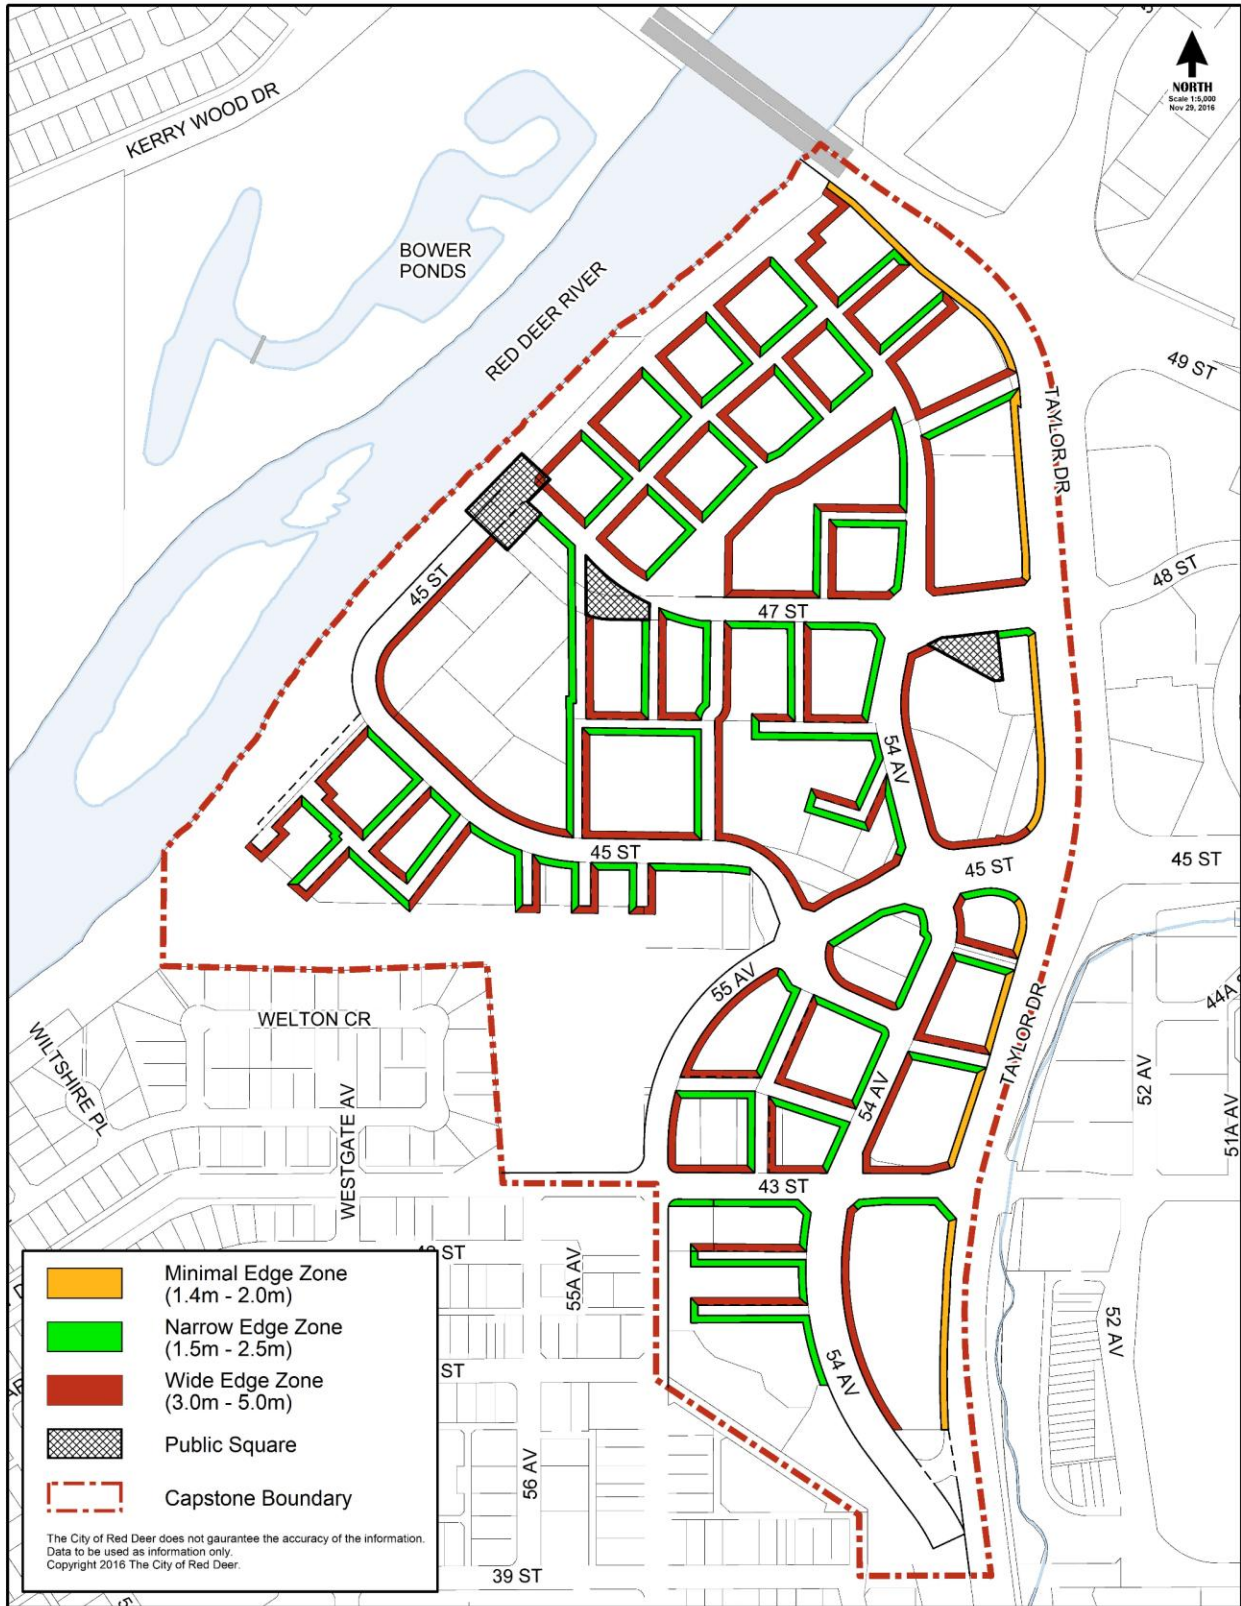 NORTH
Scale 1:5,000
Nov 29, 2016
KERRY WOOD DR
BOWER
PONDS
RED DEER RIVER
49 ST
TAYLOR DR
48 ST
45 ST
47 ST
54 AV
45 ST
45 ST
45 ST
55 AV
44A
TAYLOR DR
WELTON CR
WILTSHIRE PL
WESTGATE AV
52 AV
51A AV
54 AV
43 ST
ST
55A AV
52 AV
54 AV
ST
56 AV
39 ST
Minimal Edge Zone
(1.4m - 2.0m)
Narrow Edge Zone
(1.5m - 2.5m)
Wide Edge Zone
(3.0m - 5.0m)
Public Square
Capstone Boundary
The City of Red Deer does not gaurantee the accuracy of the information.
Data to be used as information only.
Copyright 2016 The City of Red Deer.